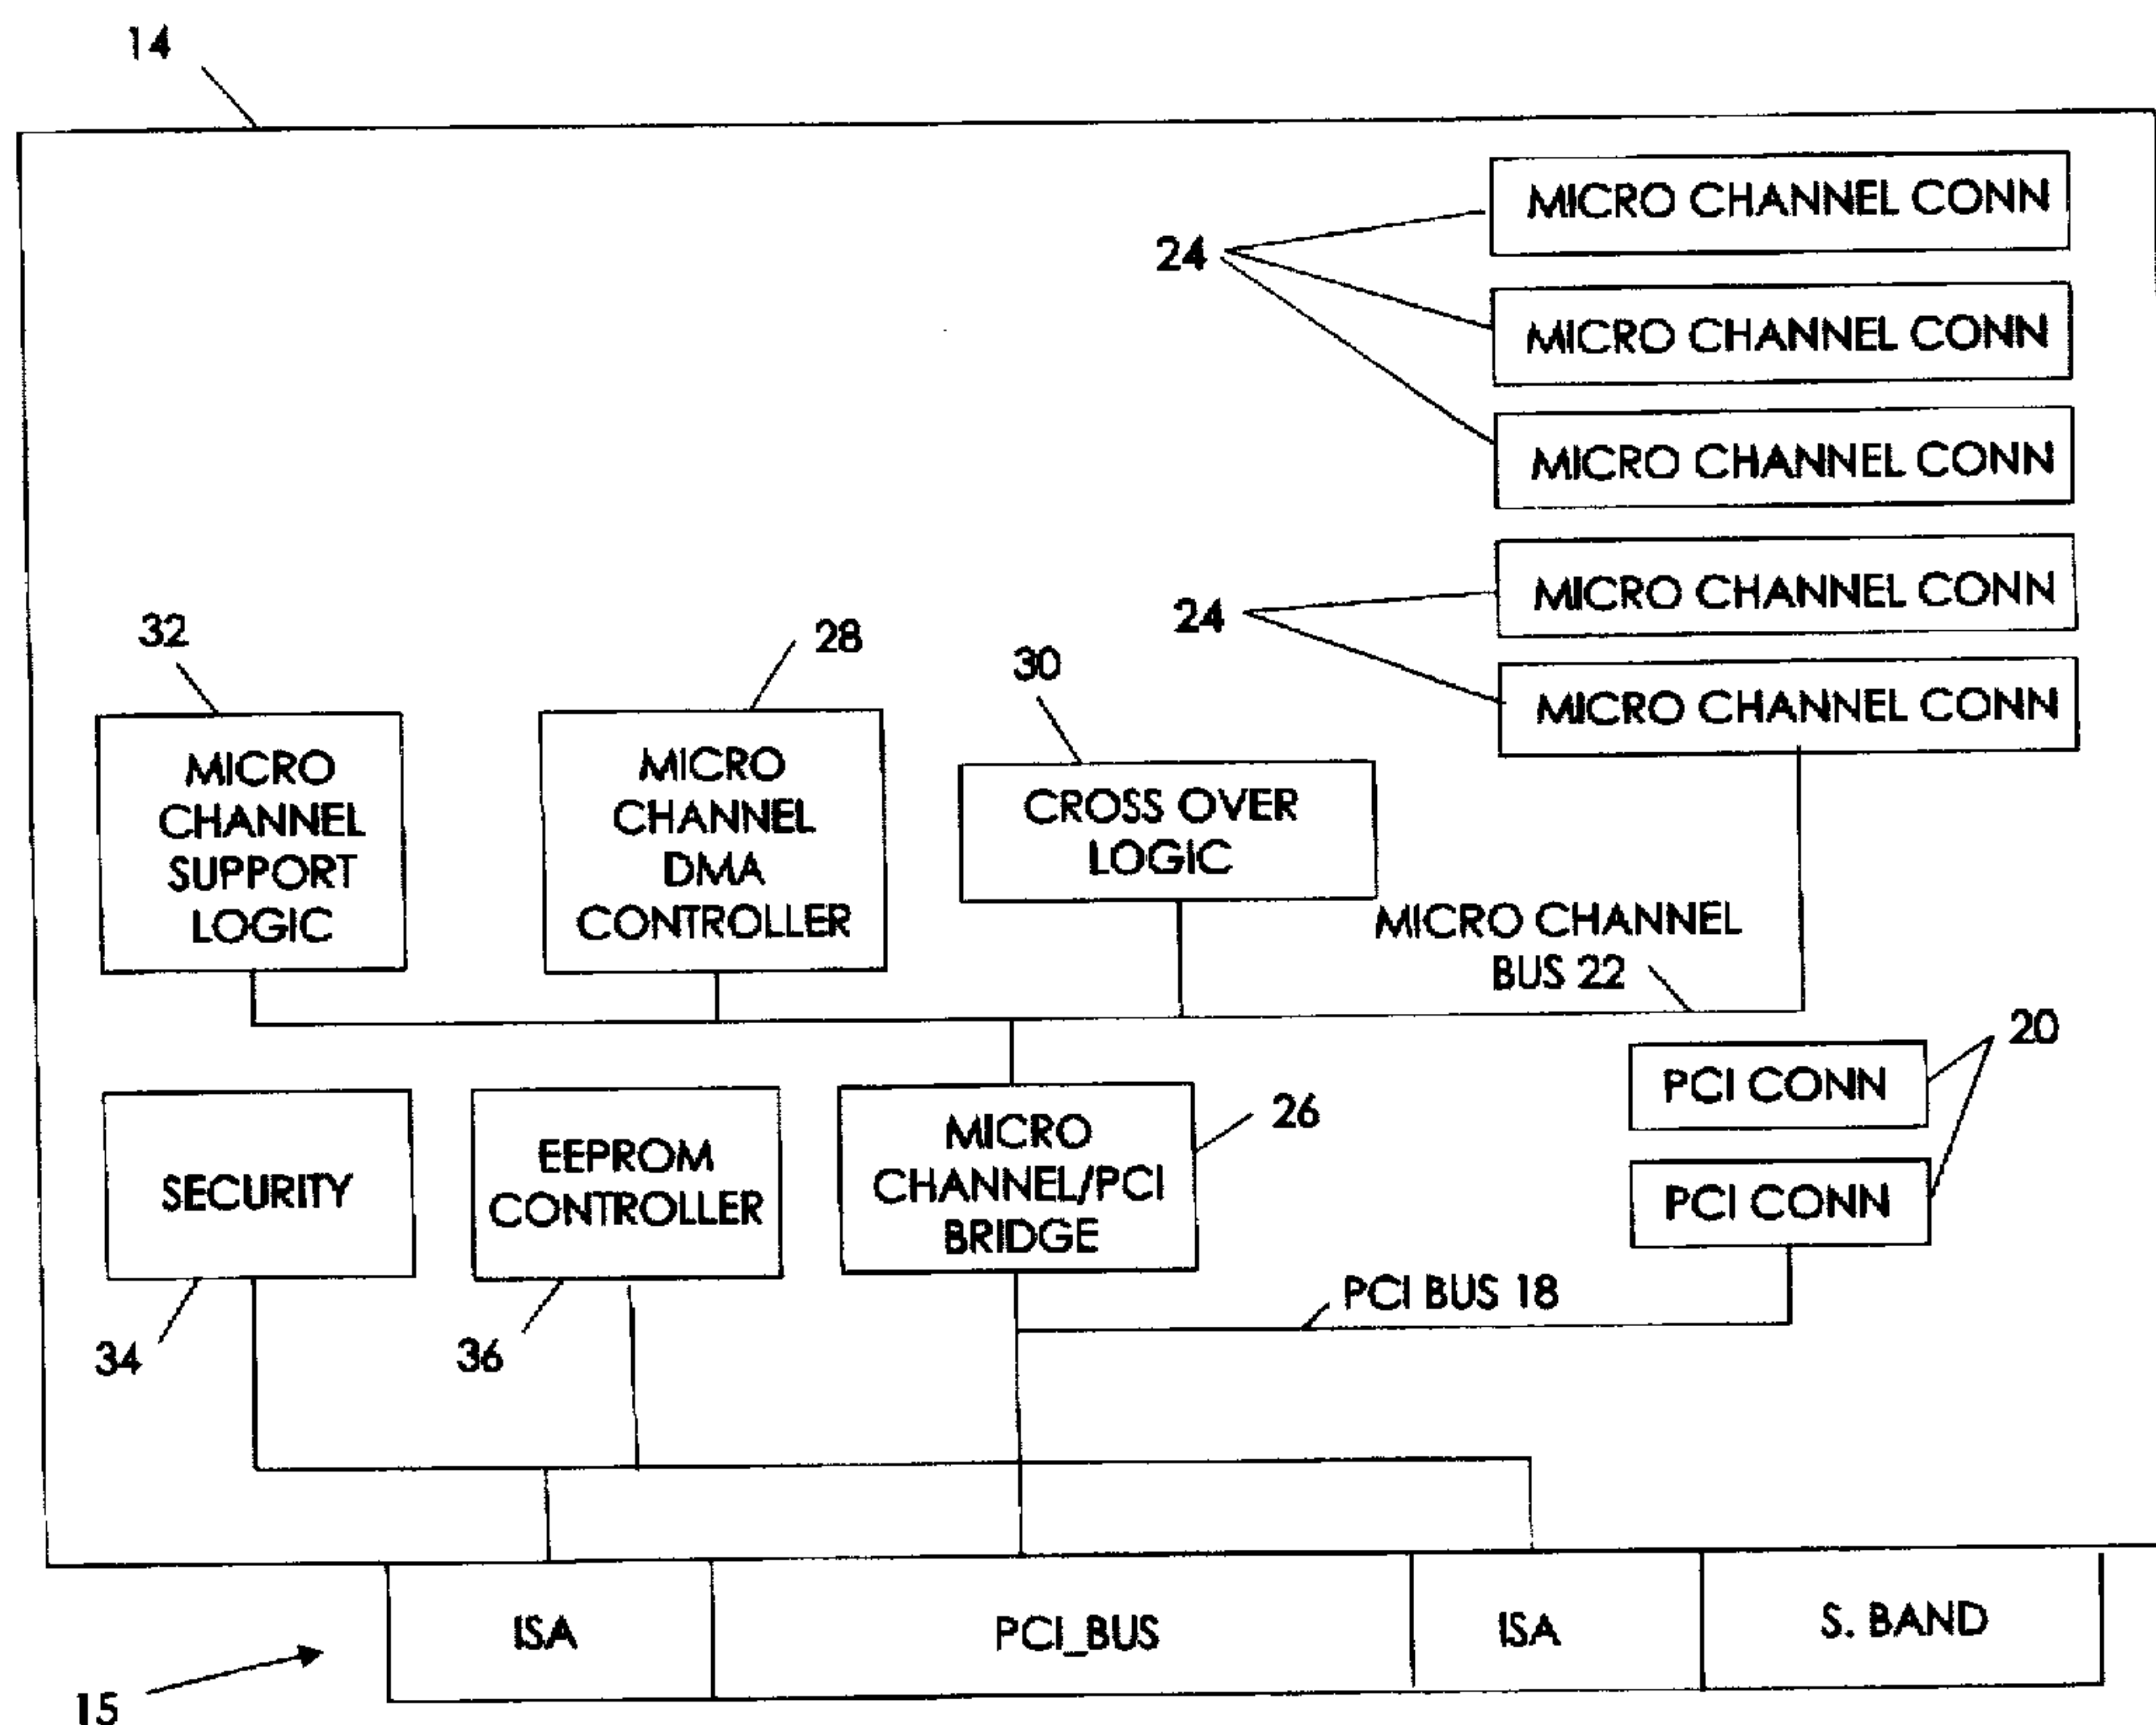 14
MICRO CHANNEL CONN
24
MICRO CHANNEL CONN
MICRO CHANNEL CONN
MICRO CHANNEL CONN
24
MICRO CHANNEL CONN
32
MICRO
CHANNEL
SUPPORT
LOGIC
28
MICRO
CHANNEL
DMA
CONTROLLER
30
CROSS OVER
LOGIC
MICRO CHANNEL
BUS 22
20
PCI CONN
PCI CONN
SECURITY
34
EEPROM
CONTROLLER
36
MICRO
CHANNEL/PCI
BRIDGE
26
PCI BUS 18
ISA
PCI_BUS
ISA
S. BAND
15